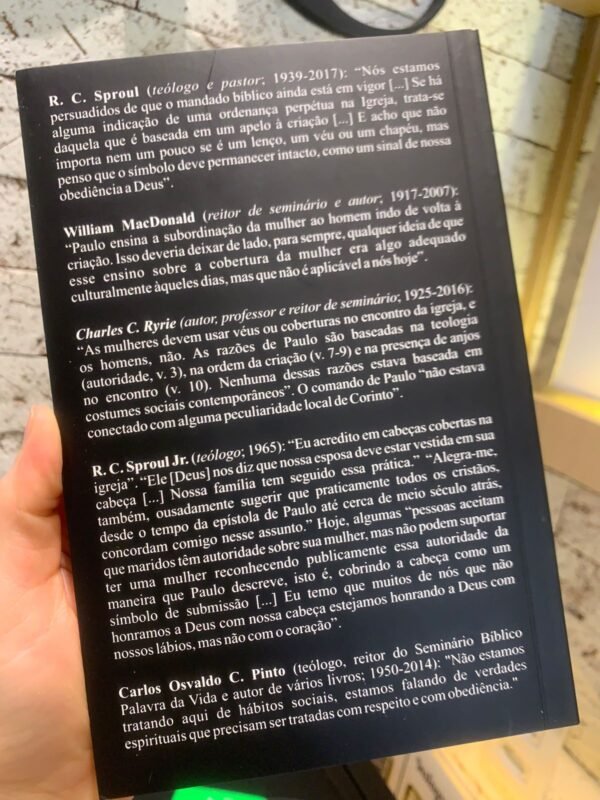 R. C. Sproul (teólogo e pastor; 1939-2017): “Nós estamos
persuadidos de que o mandado bíblico ainda está em vigor [...] Se há
alguma indicação de uma ordenança perpétua na Igreja, trata-se
daquela que é baseada em um apelo à criação [...] E acho que não
importa nem um pouco se é um lenço, um véu ou um chapéu, mas
penso que o símbolo deve permanecer intacto, como um sinal de nossa
obediência a Deus”.
William MacDonald (reitor de seminário e autor, 1917-2007):
“Paulo ensina a subordinação da mulher ao homem indo de volta à
criação. Isso deveria deixar de lado, para sempre, qualquer ideia de que
esse ensino sobre a cobertura da mulher era algo adequado
culturalmente àqueles dias, mas que não é aplicável a nós hoje”.
Charles C. Ryrie (autor, professor e reitor de seminário; 1925-2016):
“As mulheres devem usar véus ou coberturas no encontro da igreja, e
os homens, não. As razões de Paulo são baseadas na teologia
(autoridade, v. 3), na ordem da criação (v. 7-9) e na presença de anjos
no encontro (v. 10). Nenhuma dessas razões estava baseada em
costumes sociais contemporâneos”. O comando de Paulo “não estava
conectado com alguma peculiaridade local de Corinto”.
R. C. Sproul Jr. (teólogo; 1965): “Eu acredito em cabeças cobertas na
igreja”. “Ele [Deus] nos diz que nossa esposa deve estar vestida em sua
cabeça [...] Nossa família tem seguido essa prática.” “Alegra-me,
também, ousadamente sugerir que praticamente todos os cristãos,
desde o tempo da epístola de Paulo até cerca de meio século atrás,
concordam comigo nesse assunto.” Hoje, algumas “pessoas aceitam
que maridos têm autoridade sobre sua mulher, mas não podem suportar
ter uma mulher reconhecendo publicamente essa autoridade da
maneira que Paulo descreve, isto é, cobrindo a cabeça como um
símbolo de submissão [...] Eu temo que muitos de nós que não
honramos a Deus com nossa cabeça estejamos honrando a Deus com
nossos lábios, mas não com o coração”.
Carlos Osvaldo C. Pinto (teólogo, reitor do Seminário Bíblico
Palavra da Vida e autor de vários livros; 1950-2014): "Não estamos
tratando aqui de hábitos sociais, estamos falando de verdades
espirituais que precisam ser tratadas com respeito e com obediência."